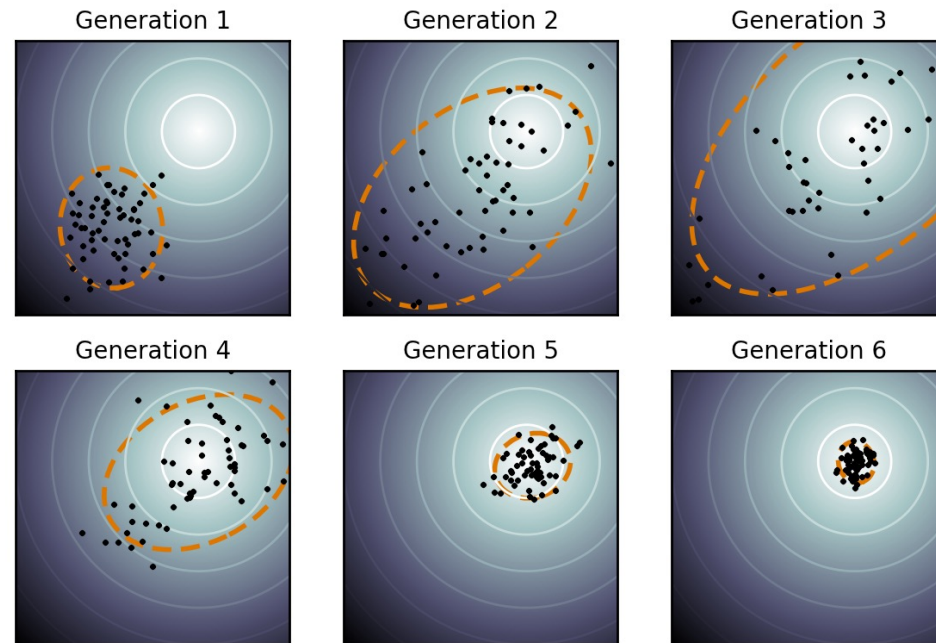 Generation 1
Generation 2
Generation 3
Generation 4
Generation 5
Generation 6